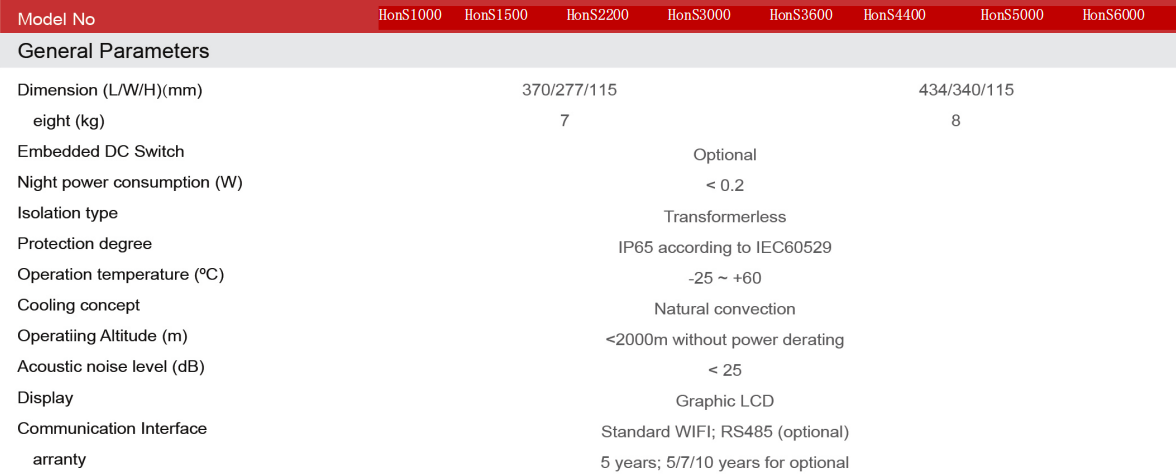 Model No HonS1000 HonS1500 HonS2200 HonS3000 HonS3600 HonS4400 HonS5000 HonS6000
General Parameters
Dimension (L/W/H)(mm) 370/277/115 434/340/115
eight (kg) 7 8
Embedded DC Switch Optional
Night power consumption (W) < 0.2
Isolation type Transformerless
Protection degree IP65 according to IEC60529
Operation temperature (ºC) -25 ~ +60
Cooling concept Natural convection
Operatiing Altitude (m) <2000m without power derating
Acoustic noise level (dB) < 25
Display Graphic LCD
Communication Interface Standard WIFI; RS485 (optional)
arranty 5 years; 5/7/10 years for optional